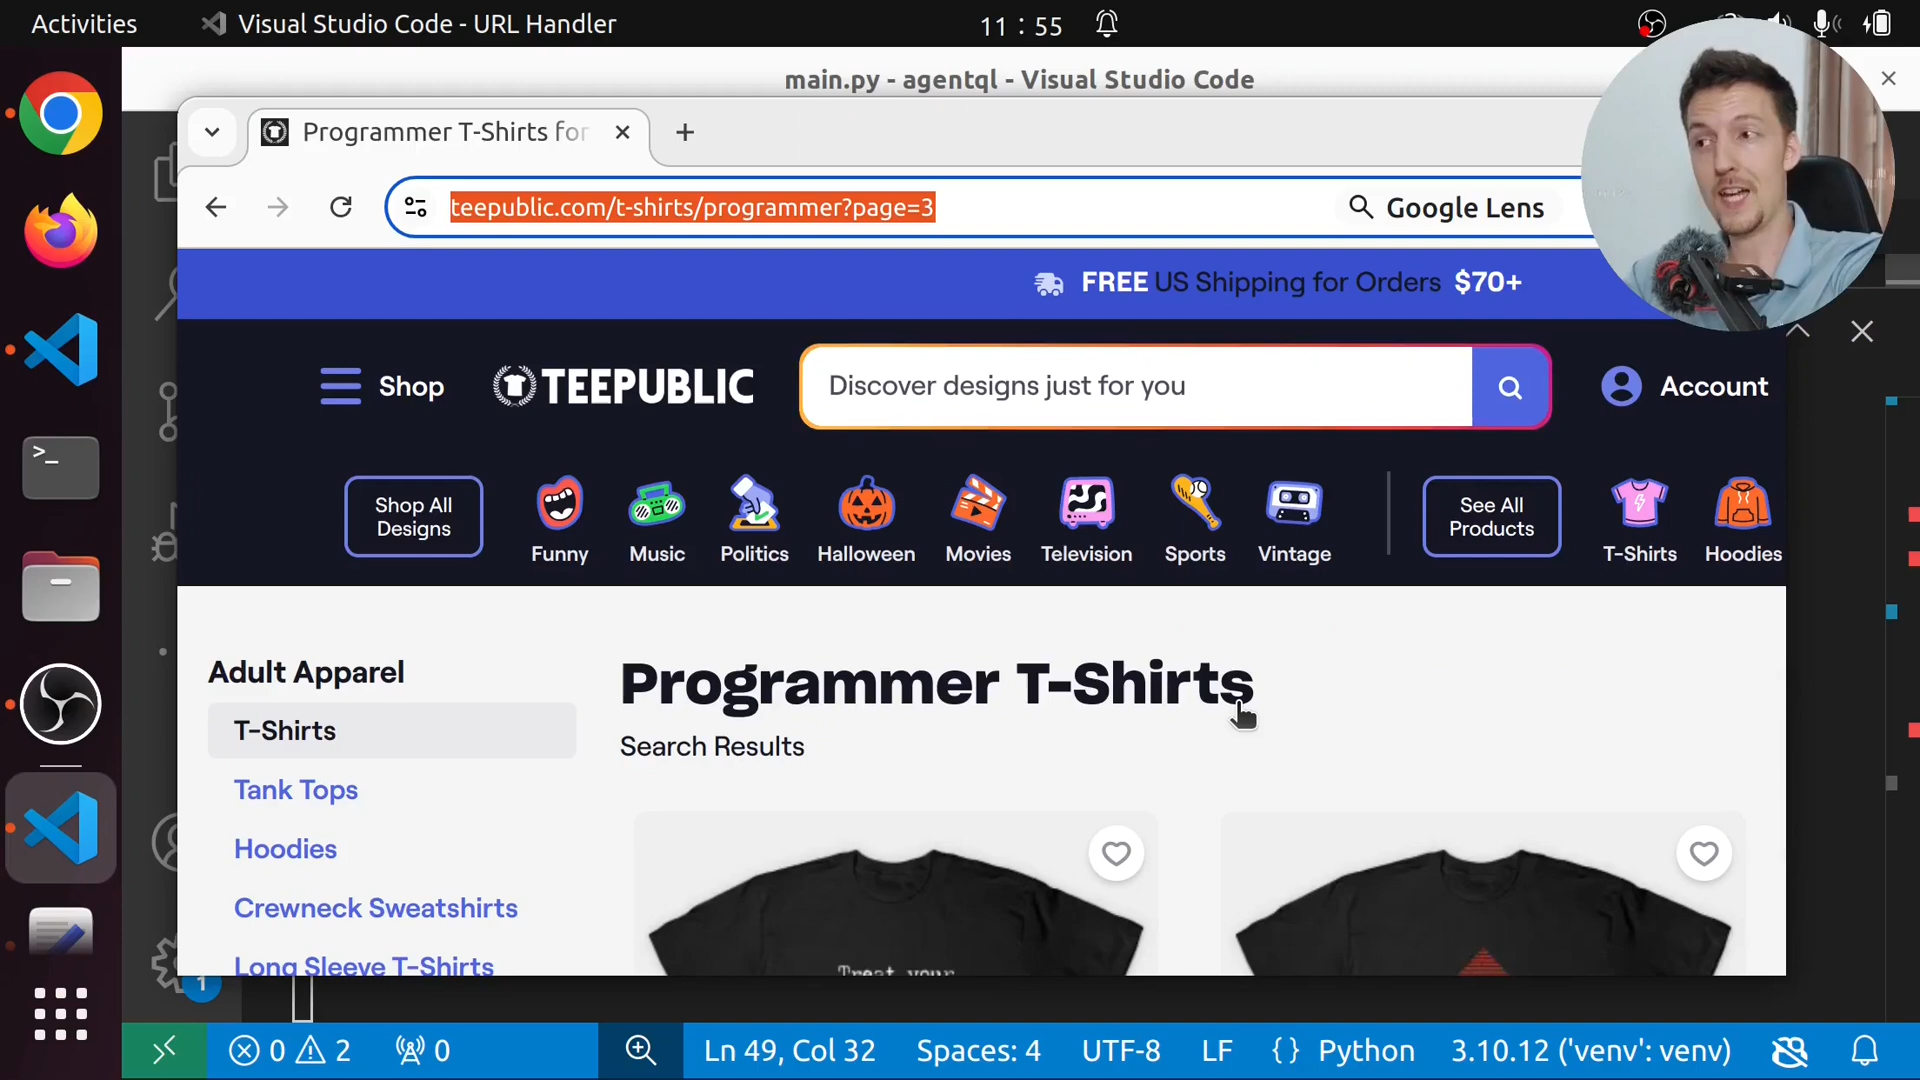 Activities
Visual Studio Code - URL Handler
11 : 55
main.py - agentql - Visual Studio Code
Programmer T-Shirts for
teepublic.com/t-shirts/programmer?page=3
Google Lens
FREE US Shipping for Orders $70+
Shop
TEEPUBLIC
Discover designs just for you
Account
Shop All
Designs
Funny
Music
Politics
Halloween
Movies
Television
Sports
Vintage
See All
Products
T-Shirts
Hoodies
Adult Apparel
T-Shirts
Tank Tops
Hoodies
Crewneck Sweatshirts
Long Sleeve T-Shirts
Programmer T-Shirts
Search Results
Treat your
1
0 2
0
Ln 49, Col 32
Spaces: 4
UTF-8
LF
{ } Python
3.10.12 ('venv': venv)